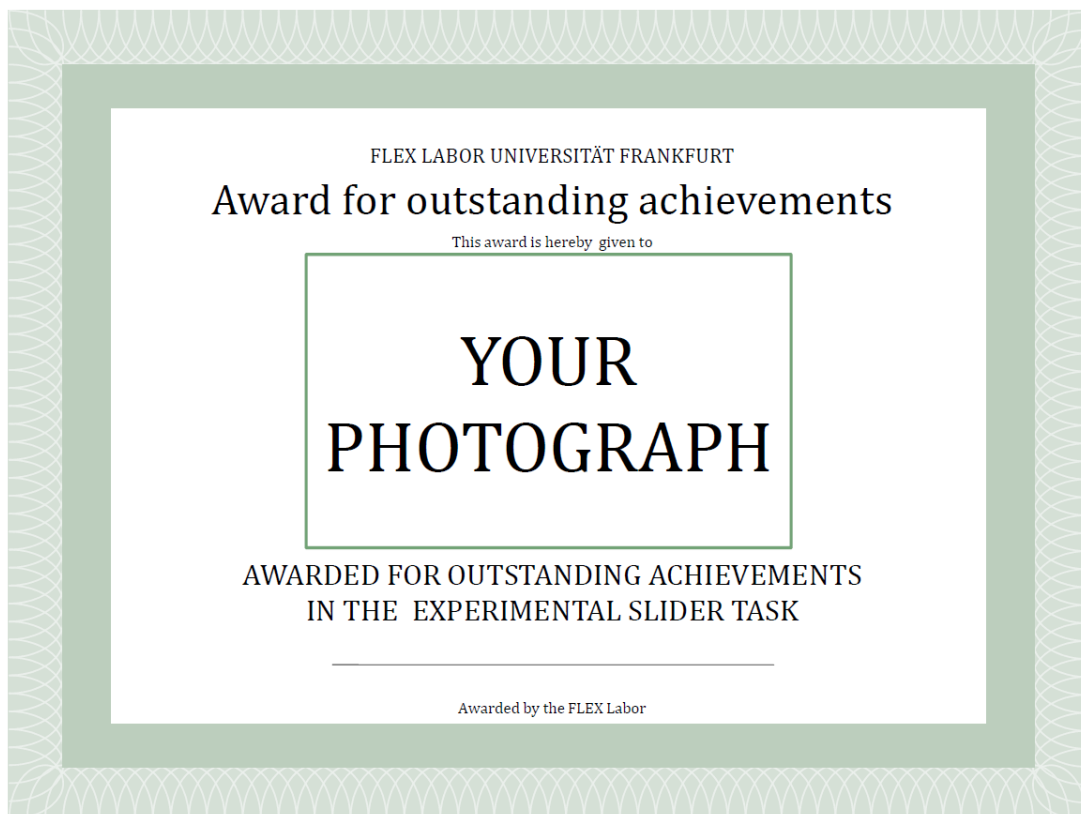 FLEX LABOR UNIVERSITÄT FRANKFURT
Award for outstanding achievements
This award is hereby given to
YOUR
PHOTOGRAPH
AWARDED FOR OUTSTANDING ACHIEVEMENTS
IN THE EXPERIMENTAL SLIDER TASK
Awarded by the FLEX Labor